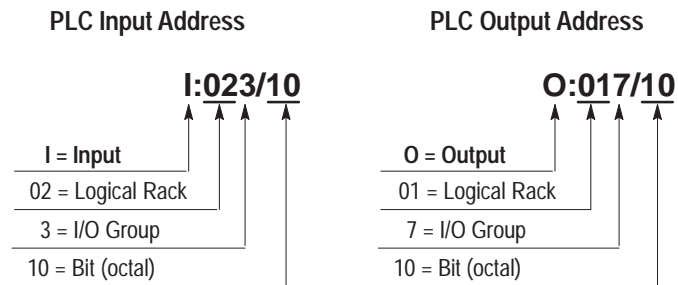 PLC Input Address
I:023/10
I = Input
02 = Logical Rack
3 = I/O Group
10 = Bit (octal)
PLC Output Address
O:017/10
O = Output
01 = Logical Rack
7 = I/O Group
10 = Bit (octal)